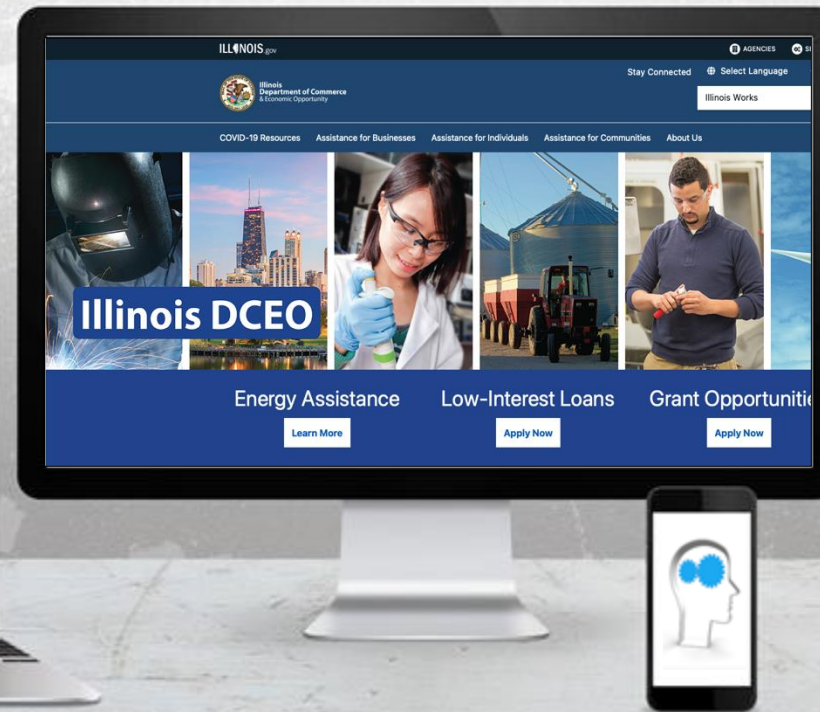 ILLINOIS.gov
AGENCIES
Stay Connected
Select Language
Illinois
Department of Commerce
& Economic Opportunity
Illinois Works
COVID-19 Resources Assistance for Businesses Assistance for Individuals Assistance for Communities About Us
Illinois DCEO
Energy Assistance Low-Interest Loans Grant
Learn More Apply Now Apply Now